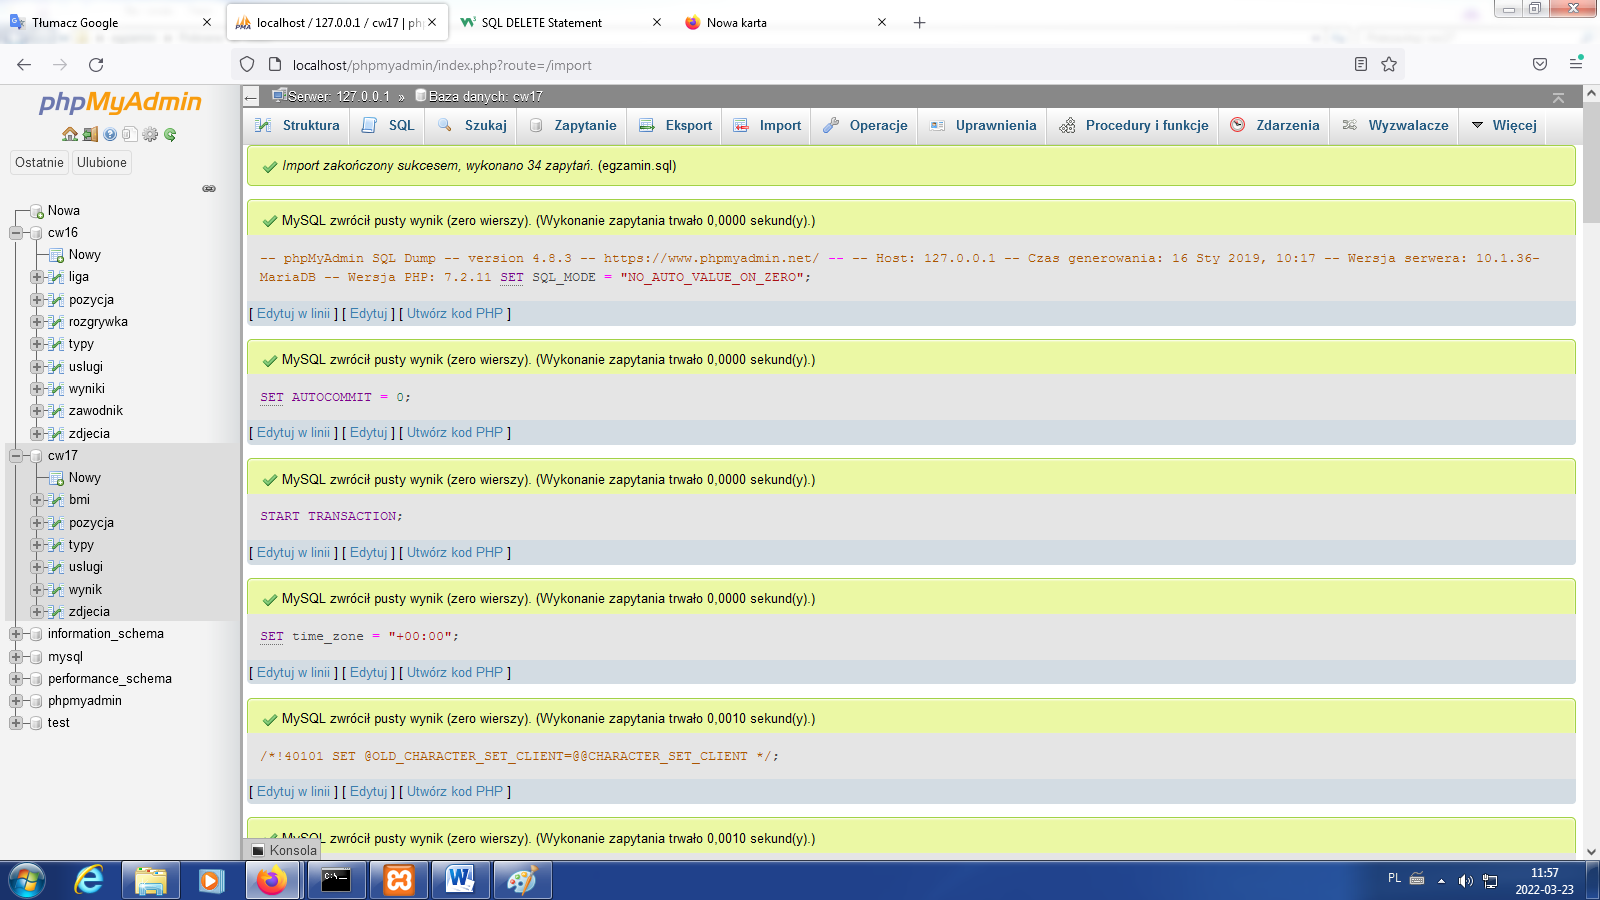 Tłumacz Google
localhost / 127.0.0.1 / cw17 | ph
SQL DELETE Statement
Nowa karta
localhost/phpmyadmin/index.php?route=/import
phpMyAdmin
Ostatnie
Ulubione
Nowa
cw16
Nowy
liga
pozycja
rozgrywka
typy
uslugi
wyniki
zawodnik
zdjecia
cw17
Nowy
bmi
pozycja
typy
uslugi
wynik
zdjecia
information_schema
mysql
performance_schema
phpmyadmin
test
Serwer: 127.0.0.1 » Baza danych: cw17
Struktura SQL Szukaj Zapytanie Eksport Import Operacje Uprawnienia Procedury i funkcje Zdarzenia Wyzwalacze Więcej
Import zakończony sukcesem, wykonano 34 zapytań. (egzamin.sql)
MySQL zwrócił pusty wynik (zero wierszy). (Wykonanie zapytania trwało 0,0000 sekund(y).)
-- phpMyAdmin SQL Dump -- version 4.8.3 -- https://www.phpmyadmin.net/ -- -- Host: 127.0.0.1 -- Czas generowania: 16 Sty 2019, 10:17 -- Wersja serwera: 10.1.36-
MariaDB -- Wersja PHP: 7.2.11 SET SQL_MODE = "NO_AUTO_VALUE_ON_ZERO";
[ Edytuj w linii ] [ Edytuj ] [ Utwórz kod PHP ]
MySQL zwrócił pusty wynik (zero wierszy). (Wykonanie zapytania trwało 0,0000 sekund(y).)
SET AUTOCOMMIT = 0;
[ Edytuj w linii ] [ Edytuj ] [ Utwórz kod PHP ]
MySQL zwrócił pusty wynik (zero wierszy). (Wykonanie zapytania trwało 0,0000 sekund(y).)
START TRANSACTION;
[ Edytuj w linii ] [ Edytuj ] [ Utwórz kod PHP ]
MySQL zwrócił pusty wynik (zero wierszy). (Wykonanie zapytania trwało 0,0000 sekund(y).)
SET time_zone = "+00:00";
[ Edytuj w linii ] [ Edytuj ] [ Utwórz kod PHP ]
MySQL zwrócił pusty wynik (zero wierszy). (Wykonanie zapytania trwało 0,0010 sekund(y).)
/*!40101 SET @OLD_CHARACTER_SET_CLIENT=@@CHARACTER_SET_CLIENT */;
[ Edytuj w linii ] [ Edytuj ] [ Utwórz kod PHP ]
MySQL zwrócił pusty wynik (zero wierszy). (Wykonanie zapytania trwało 0,0010 sekund(y).)
Konsola
PL
11:57
2022-03-23